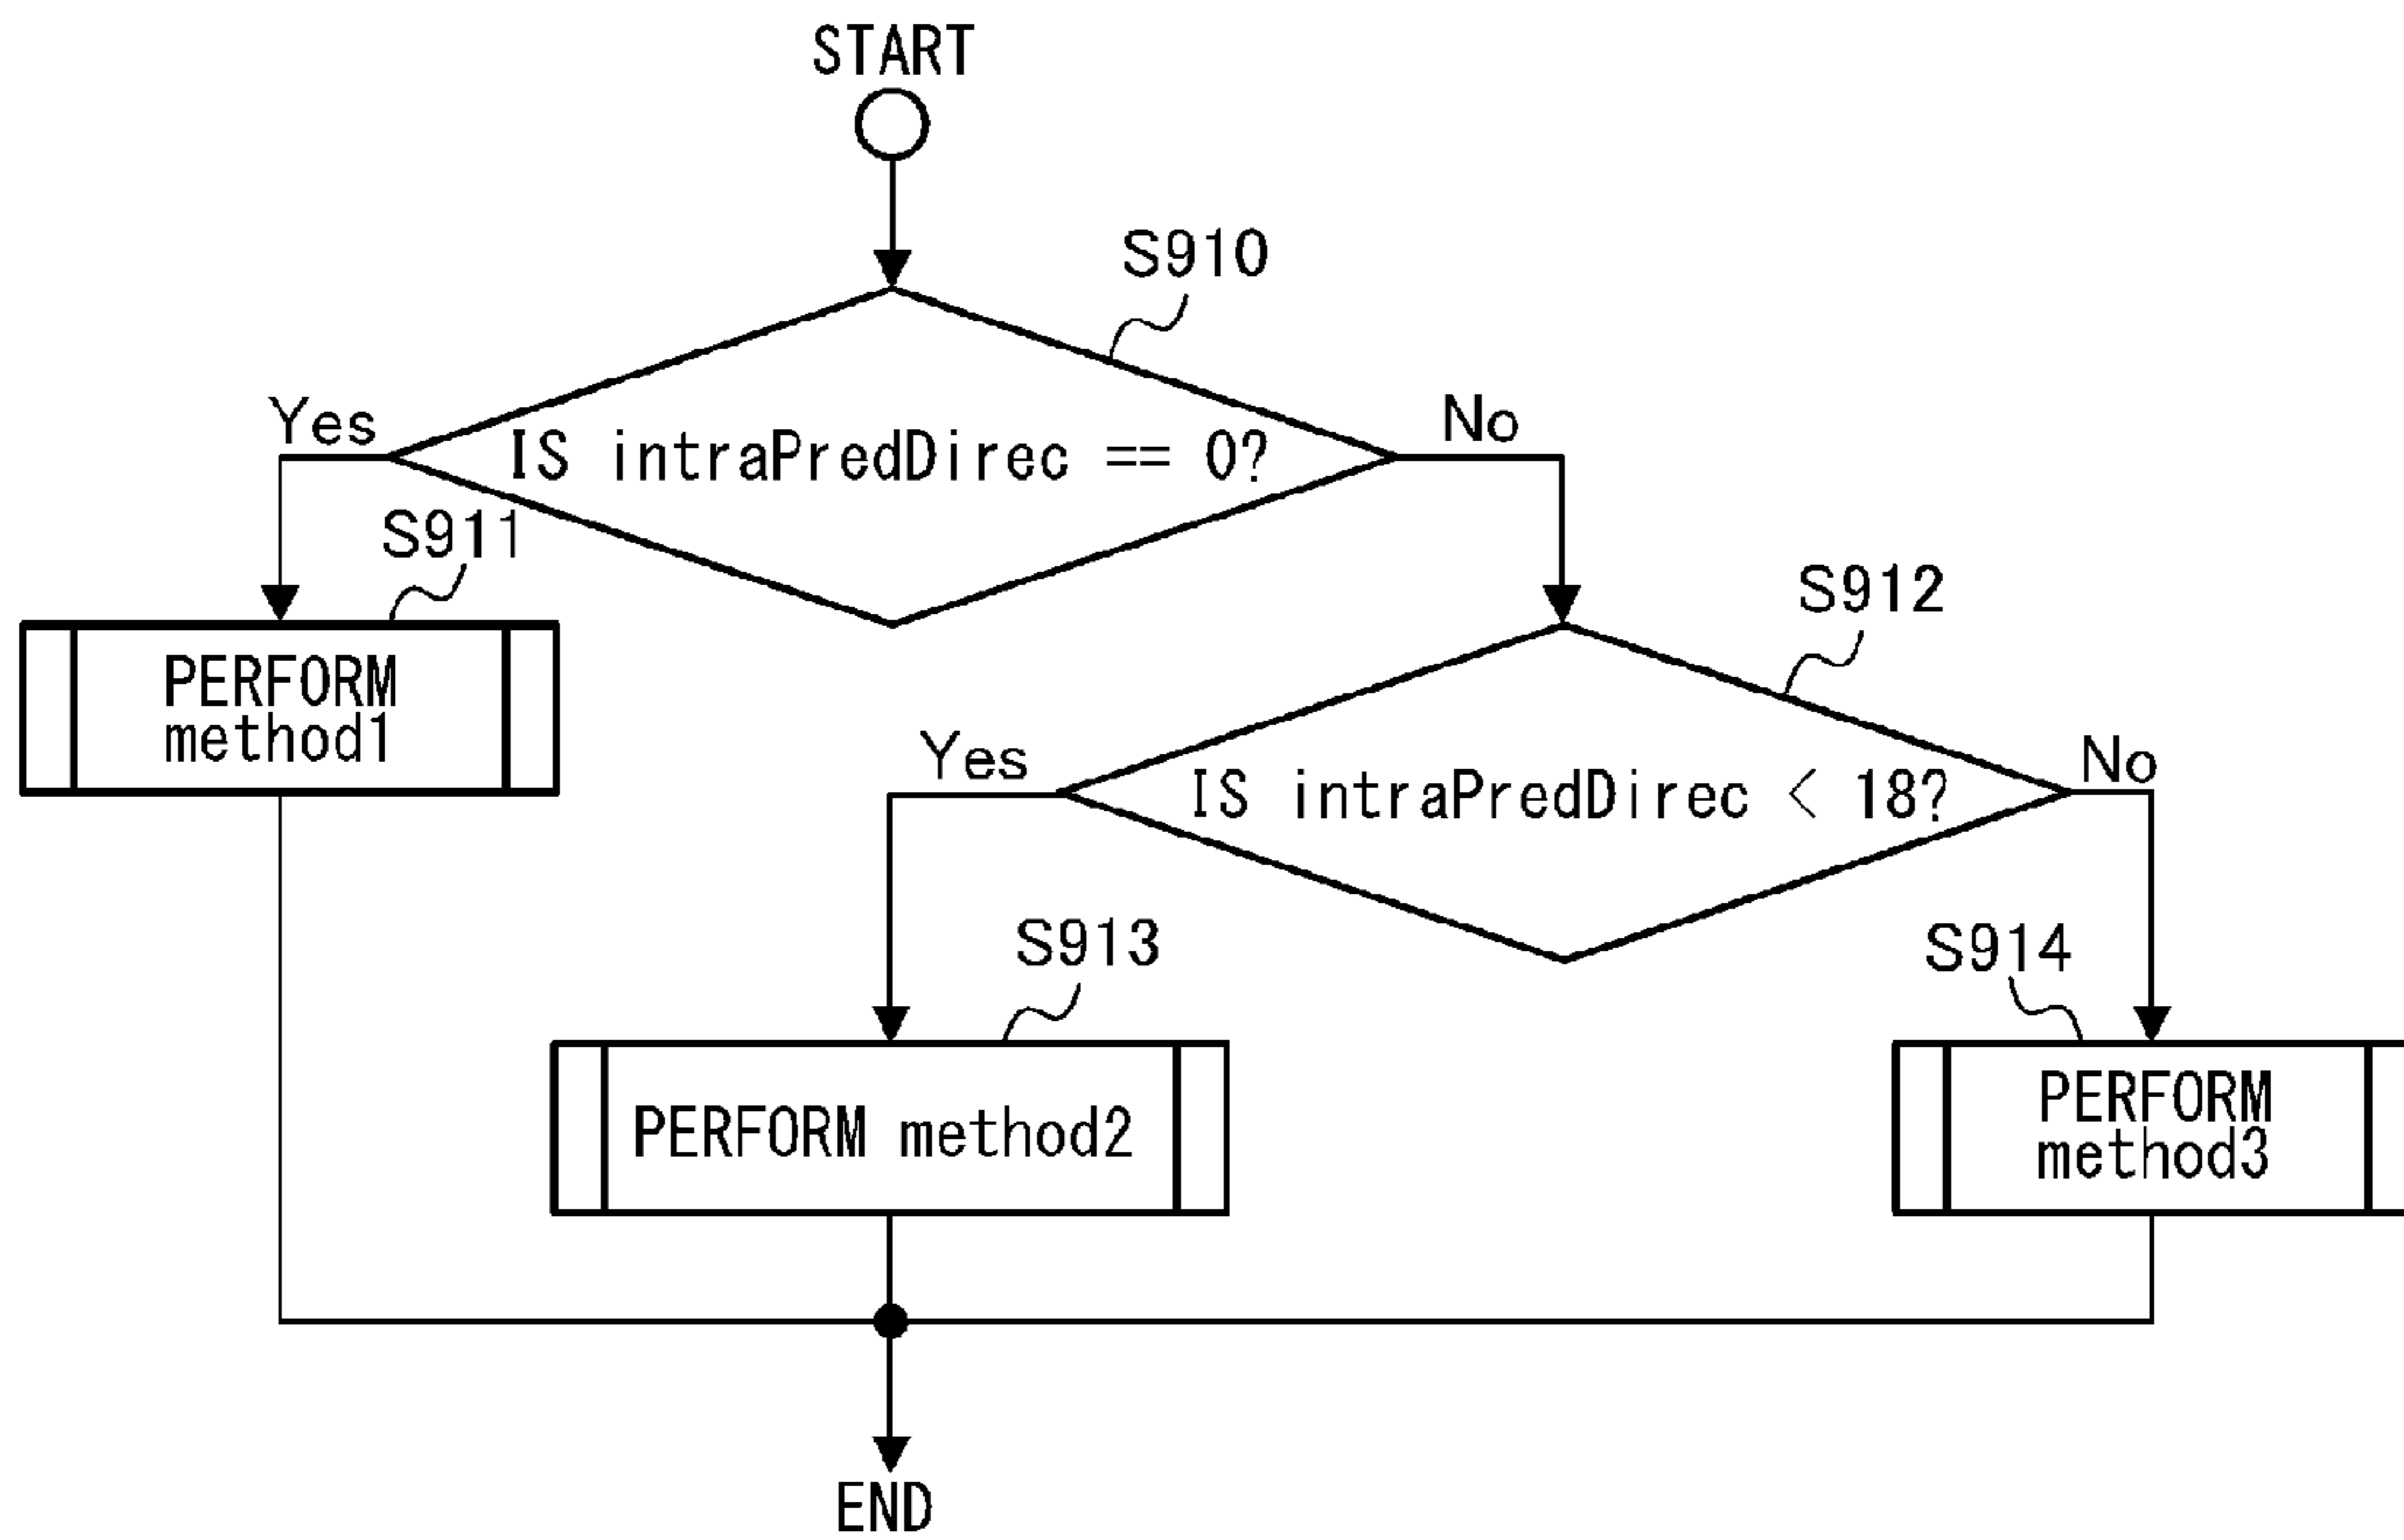 START
S910
Yes
IS intraPredDirec == 0?
No
S911
PERFORM
method1
S912
Yes
IS intraPredDirec < 18?
No
S913
PERFORM method2
S914
PERFORM
method3
END